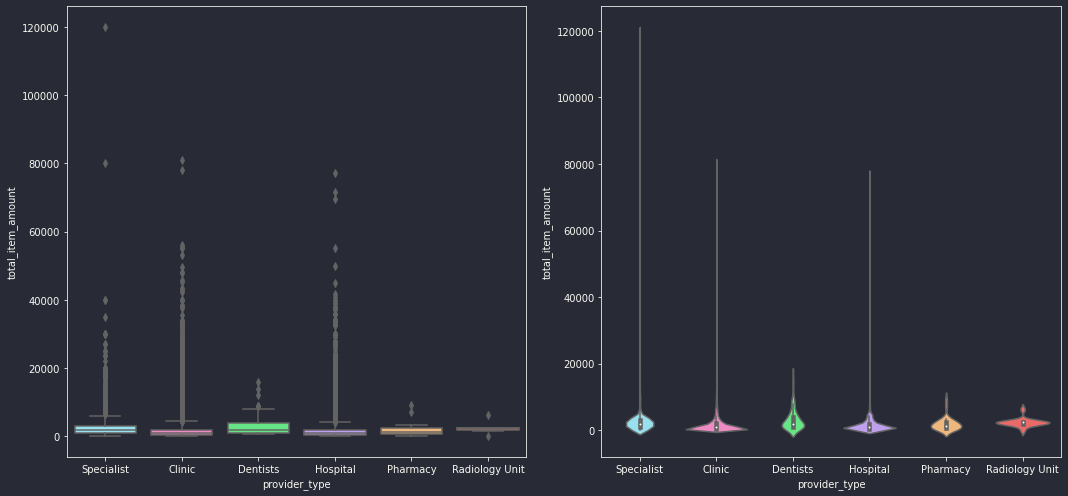 120000
100000
80000
60000
40000
20000
0
total_item_amount
Specialist Clinic Dentists Hospital Pharmacy Radiology Unit
provider_type
120000
100000
80000
60000
40000
20000
0
total_item_amount
Specialist Clinic Dentists Hospital Pharmacy Radiology Unit
provider_type